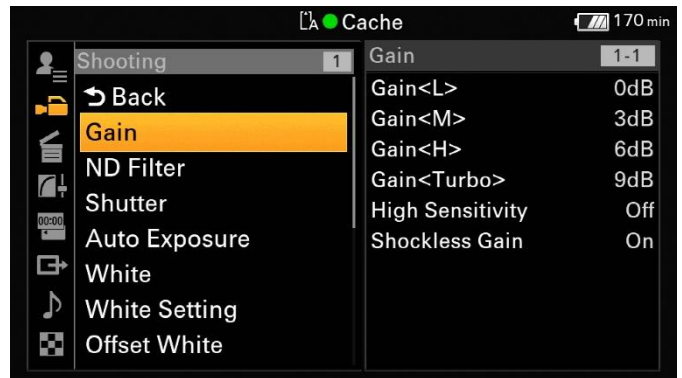 A Cache 170 min
Shooting 1
Back
Gain
ND Filter
Shutter
Auto Exposure
White
White Setting
Offset White
00:00
Gain 1-1
Gain<L> 0dB
Gain<M> 3dB
Gain<H> 6dB
Gain<Turbo> 9dB
High Sensitivity Off
Shockless Gain On